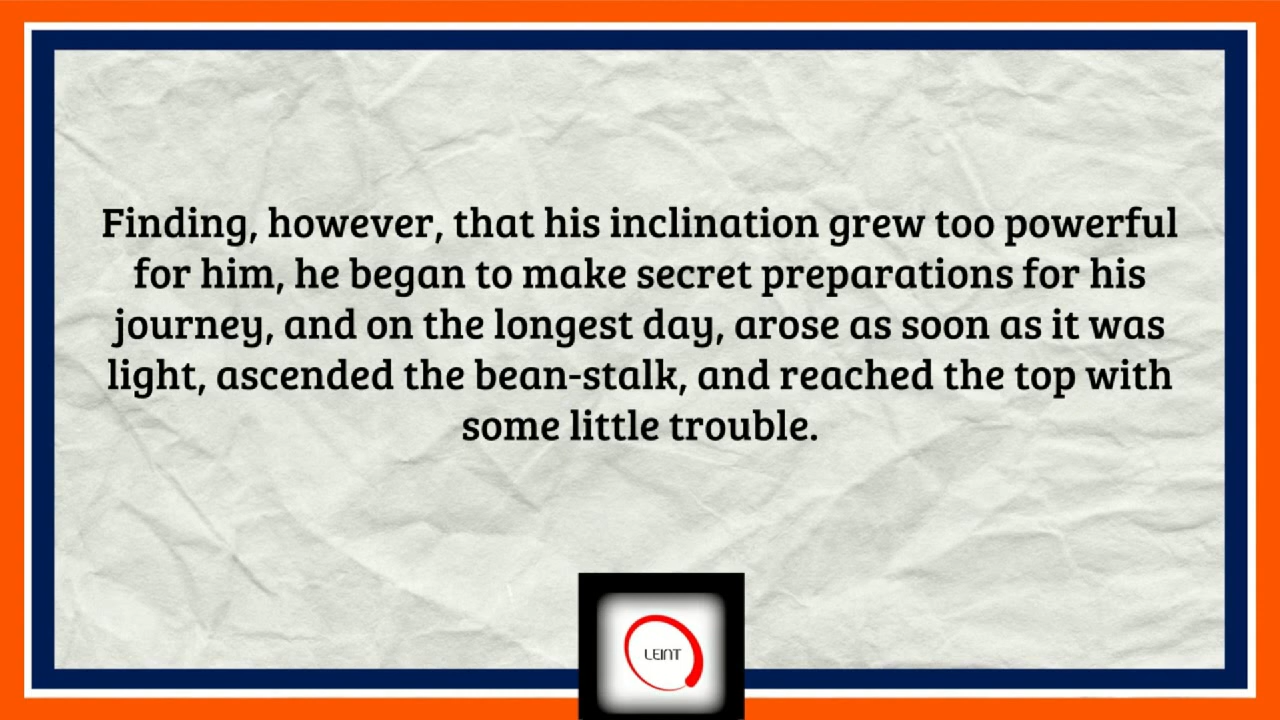 Finding, however, that his inclination grew too powerful
for him, he began to make secret preparations for his
journey, and on the longest day, arose as soon as it was
light, ascended the bean-stalk, and reached the top with
some little trouble.
LEINT